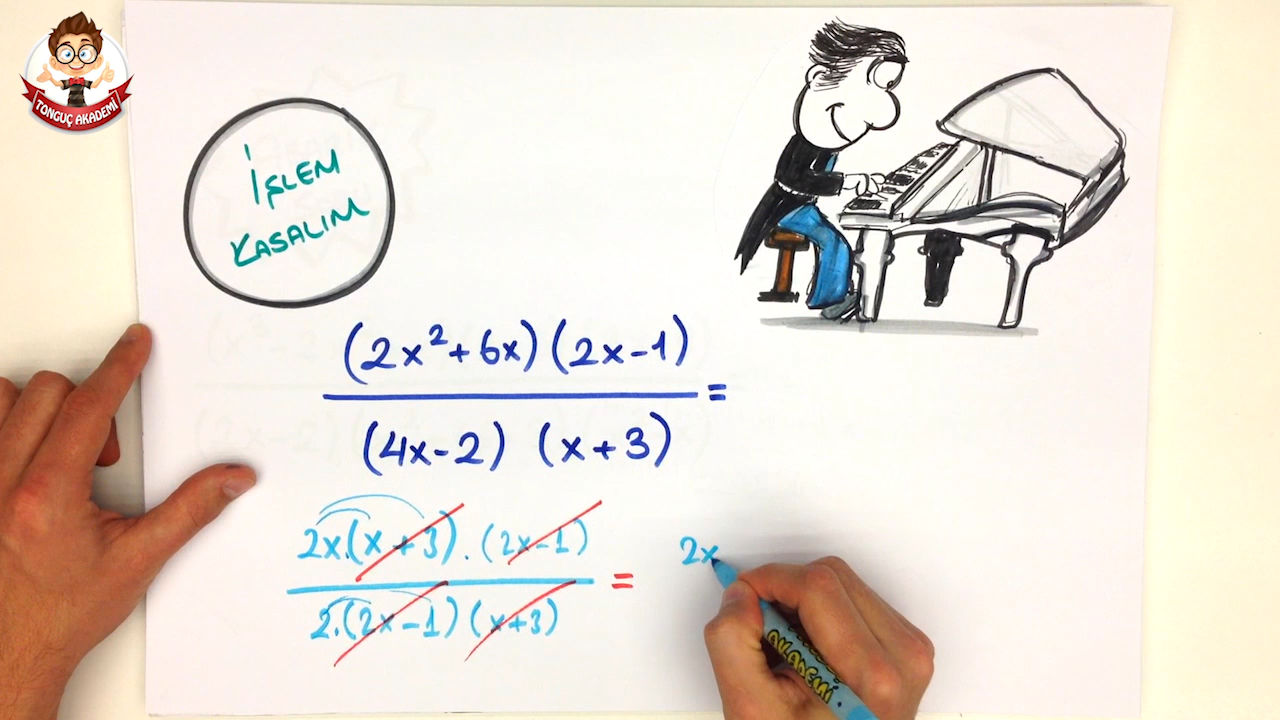 TONGUÇ AKADEMİ
İŞLEM
KASALIM
(2x²+6x)(2x-1)
=
(4x-2) (x+3)
2x.(x+3).(2x-1)
= 2x
2.(2x-1)(x+3)
AKADEMİ